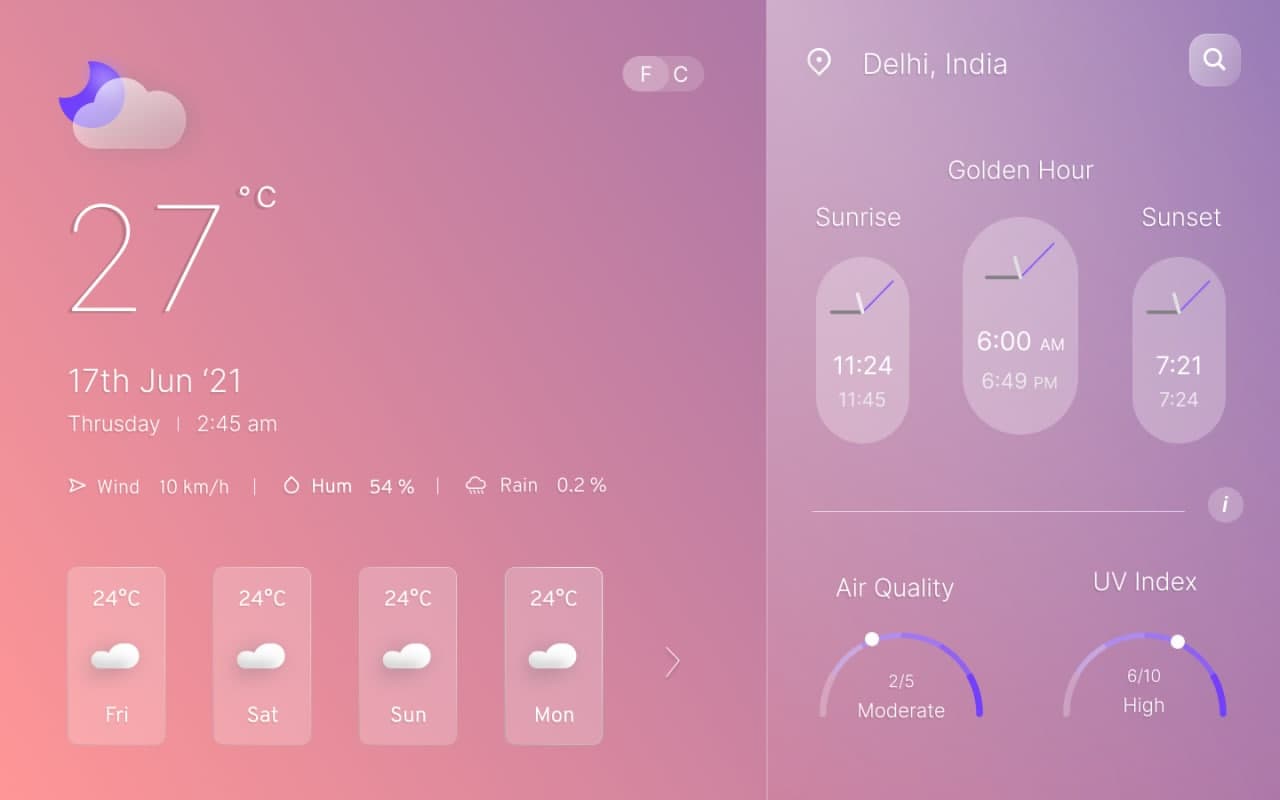 F C
27 °C
17th Jun ‘21
Thrusday | 2:45 am
Wind 10 km/h | Hum 54 % | Rain 0.2 %
24°C 24°C 24°C 24°C
Fri Sat Sun Mon
Delhi, India
Golden Hour
Sunrise
11:24
11:45
6:00 AM
6:49 PM
Sunset
7:21
7:24
i
Air Quality
2/5
Moderate
UV Index
6/10
High